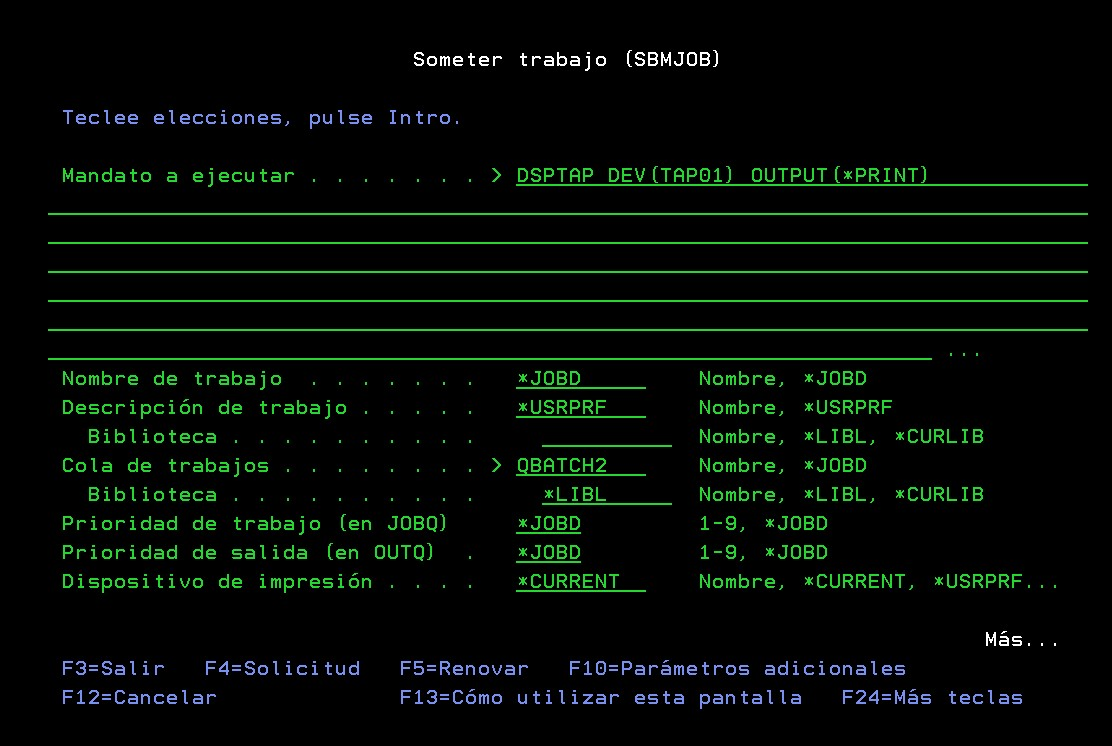 Someter trabajo (SBMJOB)
Teclee elecciones, pulse Intro.
Mandato a ejecutar . . . . . . . > DSPTAP DEV(TAP01) OUTPUT(*PRINT)
...
Nombre de trabajo . . . . . . . *JOBD Nombre, *JOBD
Descripción de trabajo . . . . . *USRPRF Nombre, *USRPRF
Biblioteca . . . . . . . . . . Nombre, *LIBL, *CURLIB
Cola de trabajos . . . . . . . . > QBATCH2 Nombre, *JOBD
Biblioteca . . . . . . . . . . *LIBL Nombre, *LIBL, *CURLIB
Prioridad de trabajo (en JOBQ) *JOBD 1-9, *JOBD
Prioridad de salida (en OUTQ) . *JOBD 1-9, *JOBD
Dispositivo de impresión . . . . *CURRENT Nombre, *CURRENT, *USRPRF...
Más...
F3=Salir F4=Solicitud F5=Renovar F10=Parámetros adicionales
F12=Cancelar F13=Cómo utilizar esta pantalla F24=Más teclas